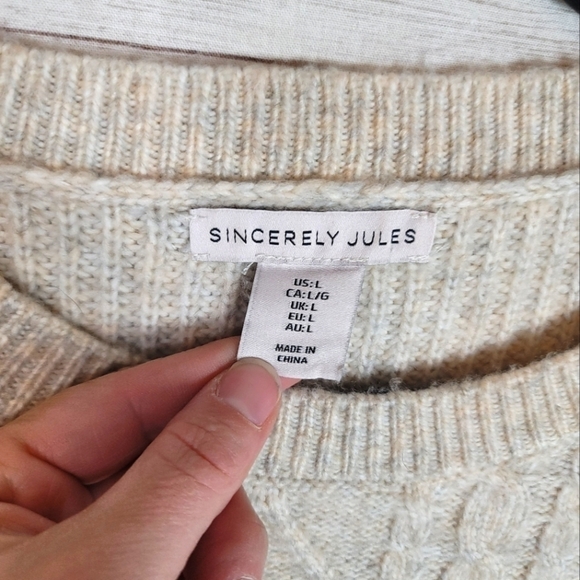 SINCERELY JULES
US: L
CA: L/G
UK: L
EU: L
AU: L
MADE IN
CHINA